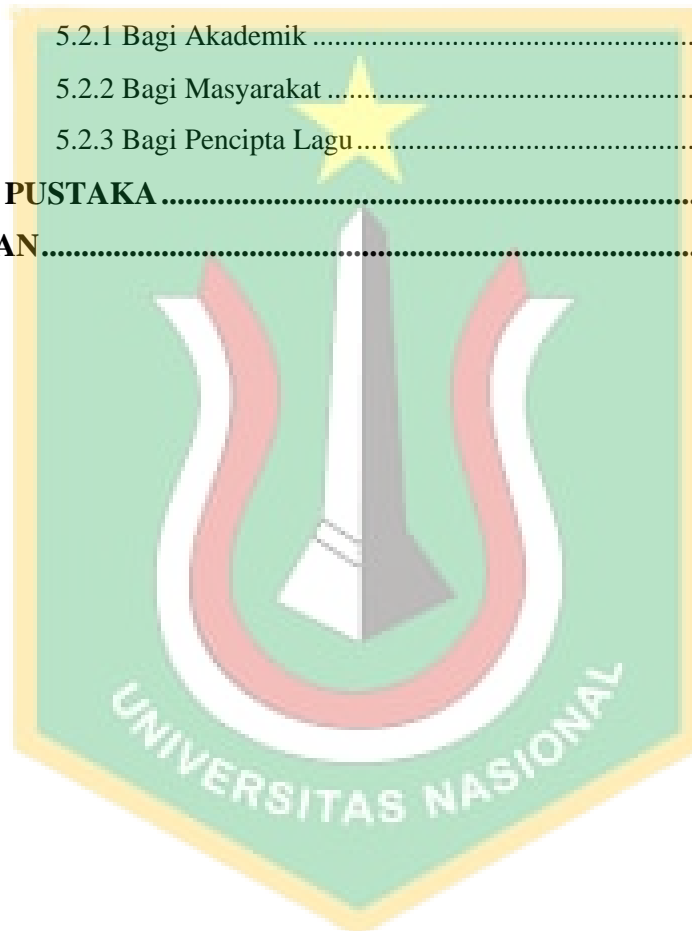 5.2.1 Bagi Akademik ........................................................
5.2.2 Bagi Masyarakat ......................................................
5.2.3 Bagi Pencipta Lagu ..................................................
PUSTAKA ..............................................................................
AN ..............................................................................................
UNIVERSITAS NASIONAL